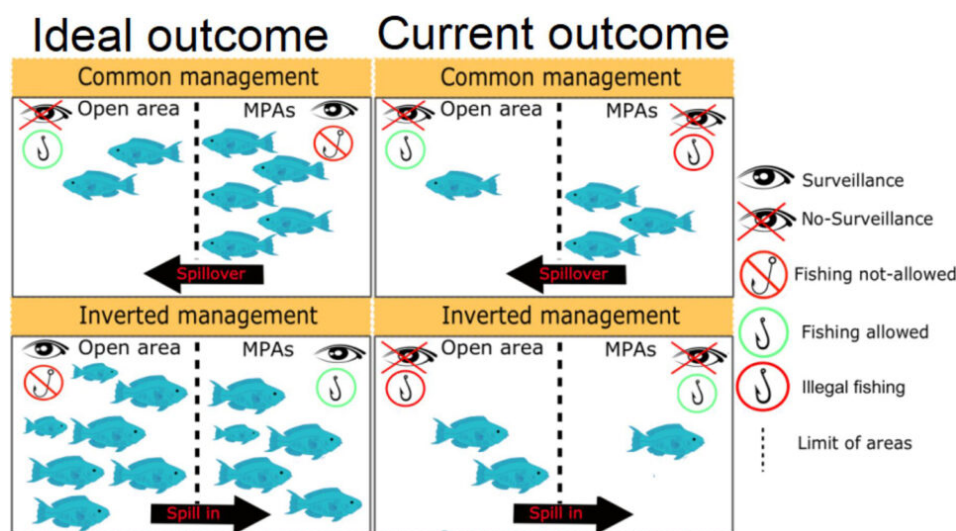 Ideal outcome
Current outcome
Common management
Common management
Open area
MPAs
Open area
MPAs
Spillover
Spillover
Inverted management
Inverted management
Open area
MPAs
Open area
MPAs
Spill in
Spill in
Surveillance
No-Surveillance
Fishing not-allowed
Fishing allowed
Illegal fishing
Limit of areas